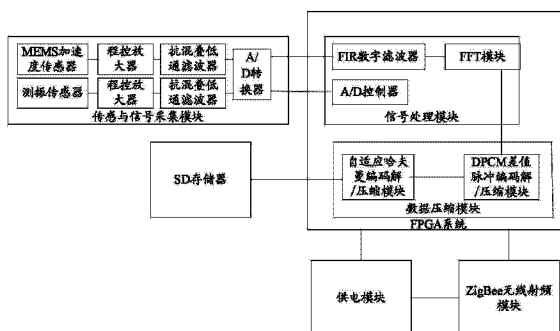 MEMS加速
度传感器
程控放
大器
抗混叠低
通滤波器
A/
D转
换器
测振传感器
程控放
大器
抗混叠低
通滤波器
传感与信号采集模块
FIR数字滤波器
FFT模块
A/D控制器
信号处理模块
SD存储器
自适应哈夫
更编码解
/压缩模块
DPCM差值
脉冲编码解
/压缩模块
数据压缩模块
FPGA系统
供电模块
ZigBee无线射频
模块